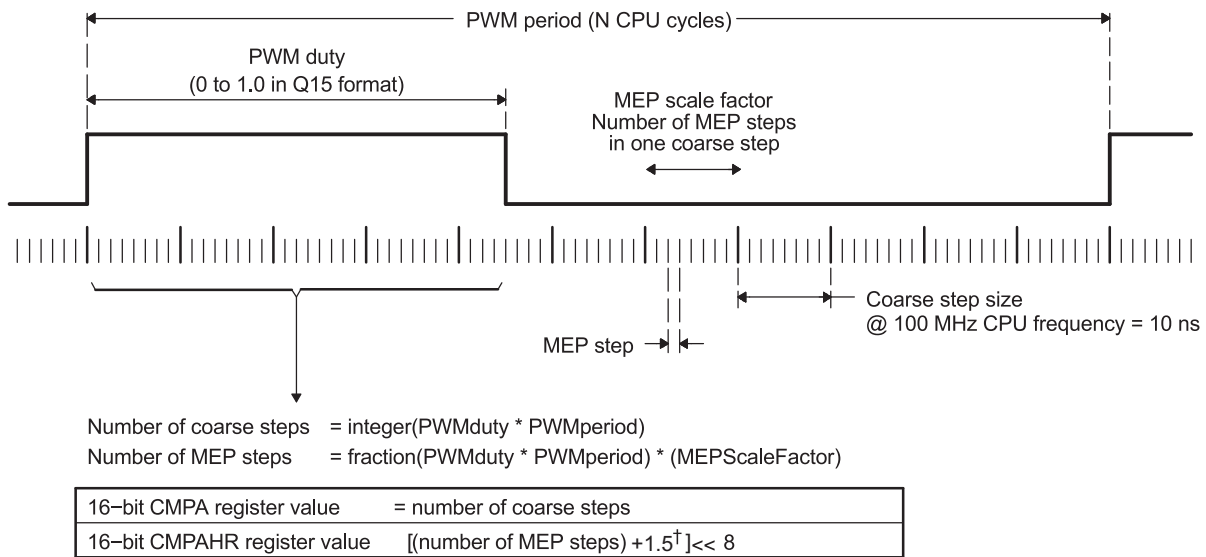 PWM period (N CPU cycles)
PWM duty
(0 to 1.0 in Q15 format)
MEP scale factor
Number of MEP steps
in one coarse step
Coarse step size
@ 100 MHz CPU frequency = 10 ns
MEP step
Number of coarse steps = integer(PWMduty * PWMperiod)
Number of MEP steps = fraction(PWMduty * PWMperiod) * (MEPScaleFactor)
16−bit CMPA register value = number of coarse steps
16−bit CMPAHR register value [(number of MEP steps) +1.5† ]<< 8